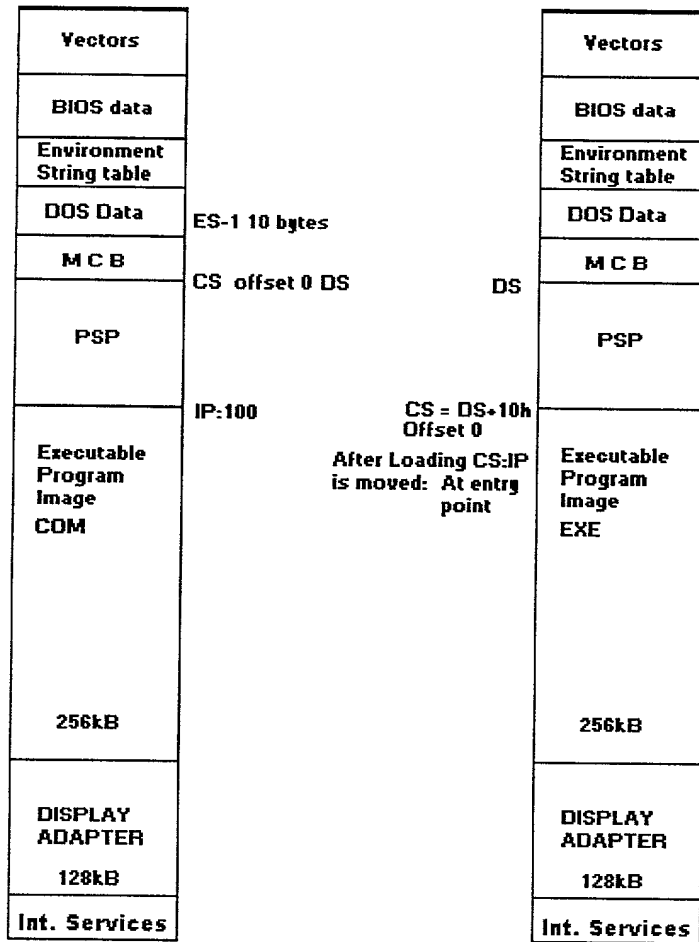 Vectors
BIOS data
Environment
String table
DOS Data
M C B
PSP
Executable
Program
Image
COM
256kB
DISPLAY
ADAPTER
128kB
Int. Services
ES-1 10 bytes
CS offset 0 DS
IP:100
DS
CS = DS+10h
Offset 0
After Loading CS:IP
is moved: At entry
point
Vectors
BIOS data
Environment
String table
DOS Data
M C B
PSP
Executable
Program
Image
EXE
256kB
DISPLAY
ADAPTER
128kB
Int. Services